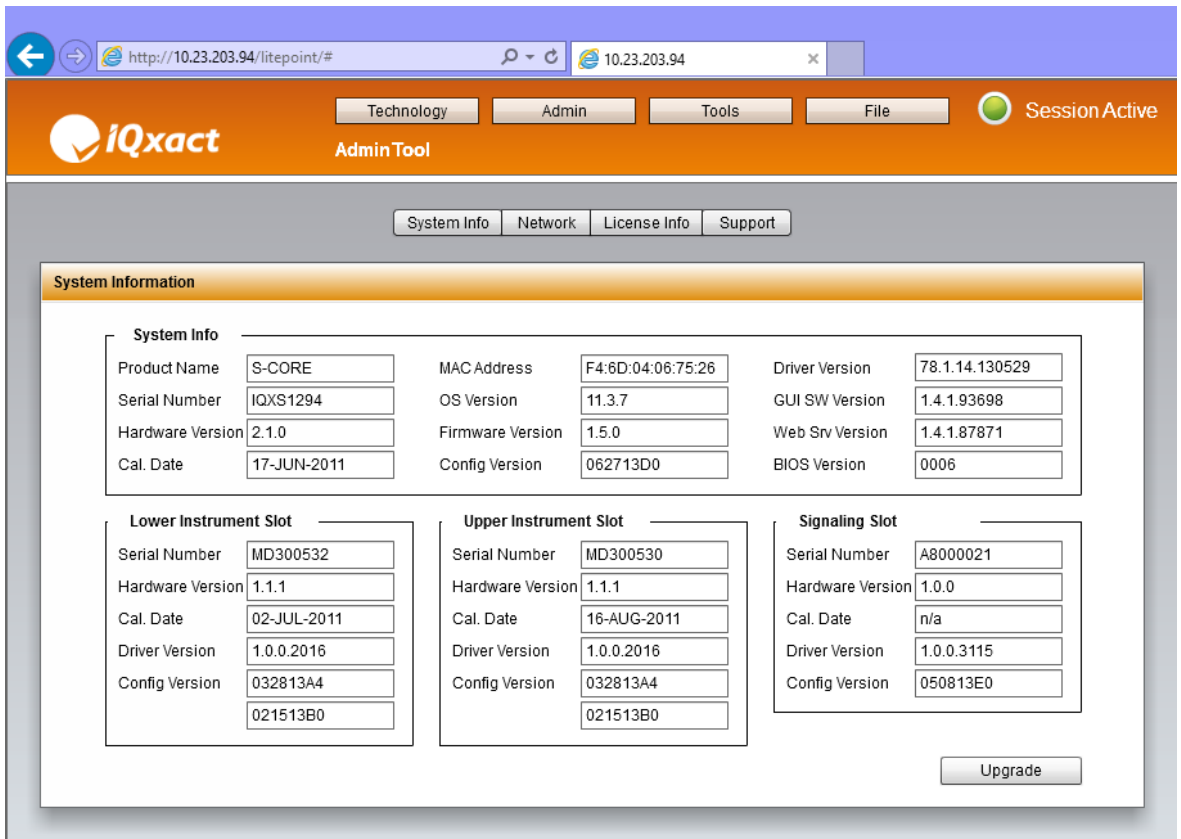 http://10.23.203.94/litepoint/#
10.23.203.94
iQxact
Technology
Admin
Tools
File
Session Active
Admin Tool
System Info
Network
License Info
Support
System Information
System Info
Product Name S-CORE
MAC Address F4:6D:04:06:75:26
Driver Version 78.1.14.130529
Serial Number IQXS1294
OS Version 11.3.7
GUI SW Version 1.4.1.93698
Hardware Version 2.1.0
Firmware Version 1.5.0
Web Srv Version 1.4.1.87871
Cal. Date 17-JUN-2011
Config Version 062713D0
BIOS Version 0006
Lower Instrument Slot
Serial Number MD300532
Hardware Version 1.1.1
Cal. Date 02-JUL-2011
Driver Version 1.0.0.2016
Config Version 032813A4
021513B0
Upper Instrument Slot
Serial Number MD300530
Hardware Version 1.1.1
Cal. Date 16-AUG-2011
Driver Version 1.0.0.2016
Config Version 032813A4
021513B0
Signaling Slot
Serial Number A8000021
Hardware Version 1.0.0
Cal. Date n/a
Driver Version 1.0.0.3115
Config Version 050813E0
Upgrade